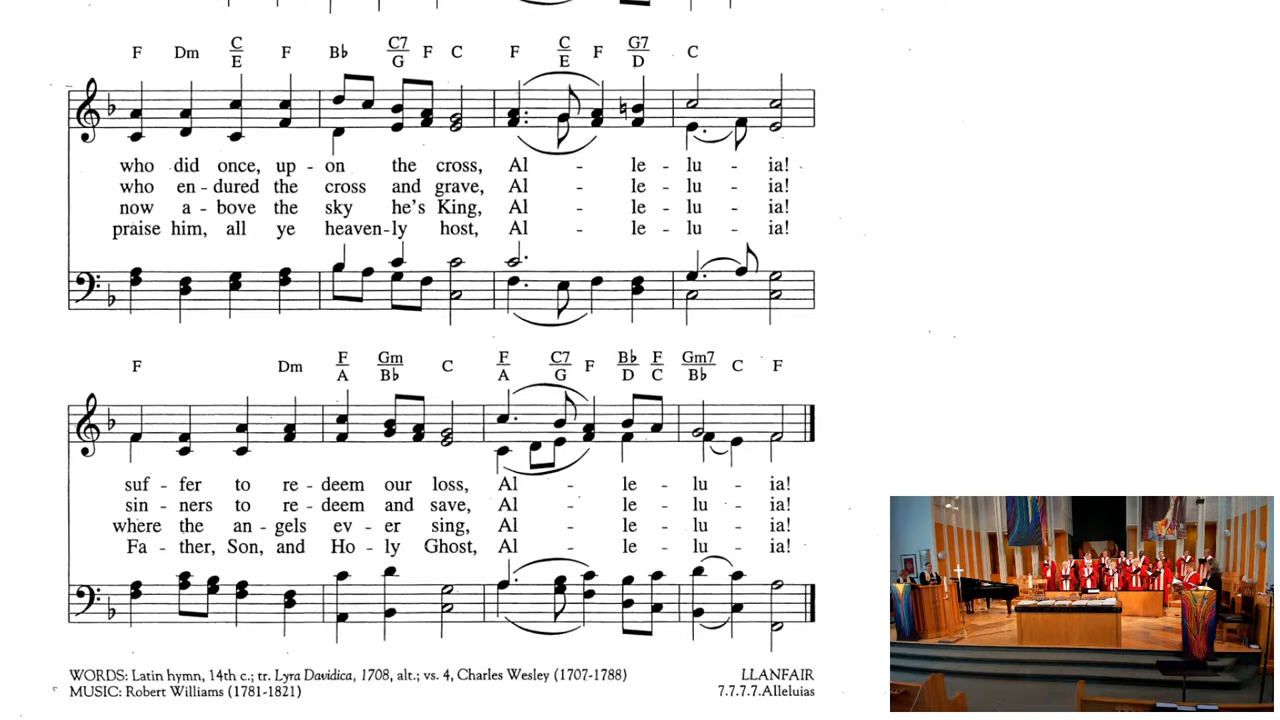 F Dm C/E F B♭ C7/G F C F C/E F G7/D C
who did once, up - on the cross, Al - le - lu - ia!
who en - dured the cross and grave, Al - le - lu - ia!
now a - bove the sky he's King, Al - le - lu - ia!
praise him, all ye heaven - ly host, Al - le - lu - ia!
F Dm F/A Gm/B♭ C F/A C7/G F B♭/D F/C Gm7/B♭ C F
suf - fer to re - deem our loss, Al - le - lu - ia!
sin - ners to re - deem and save, Al - le - lu - ia!
where the an - gels ev - er sing, Al - le - lu - ia!
Fa - ther, Son, and Ho - ly Ghost, Al - le - lu - ia!
WORDS: Latin hymn, 14th c.; tr. Lyra Davidica, 1708, alt.; vs. 4, Charles Wesley (1707-1788)
LLANFAIR
MUSIC: Robert Williams (1781-1821)
7.7.7.7.Alleluias